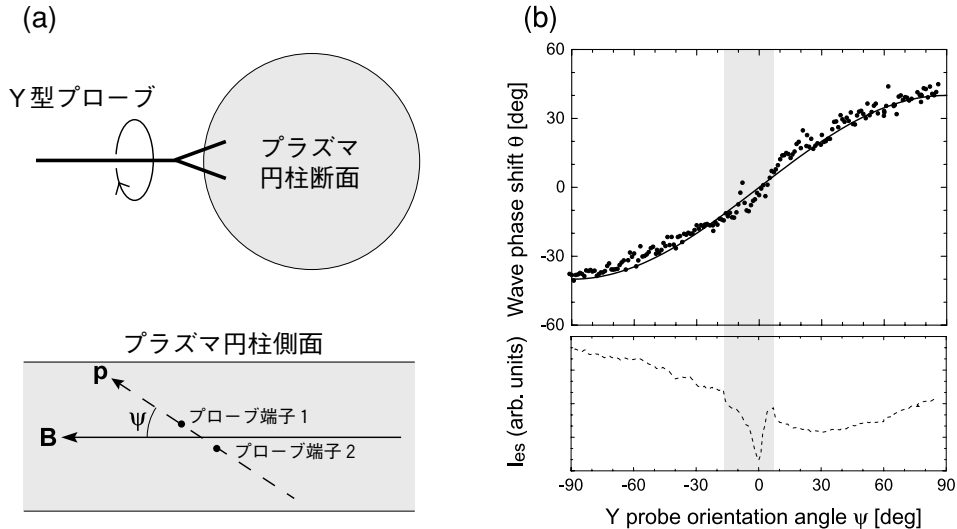 (a)
Y型プローブ
プラズマ
円柱断面
プラズマ円柱側面
p
ψ
B
プローブ端子1
プローブ端子2
(b)
Wave phase shift θ [deg]
60
30
0
-30
-60
I_es (arb. units)
-90
-60
-30
0
30
60
90
Y probe orientation angle ψ [deg]